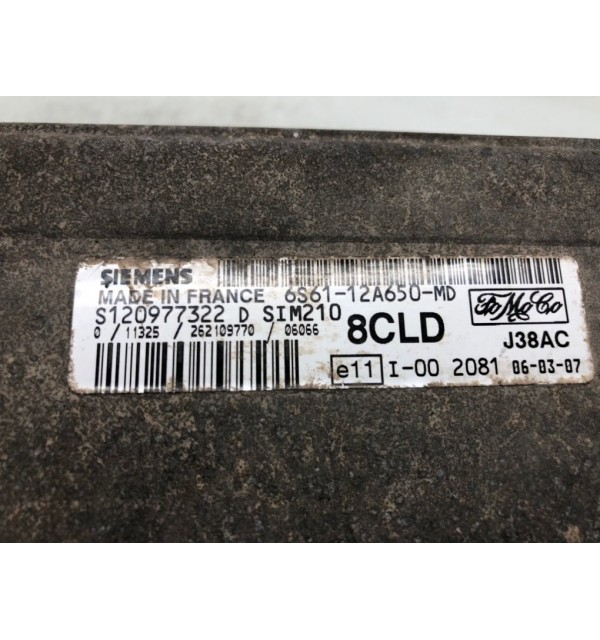 SIEMENS
MADE IN FRANCE 6S61-12A650-MD
S120977322 D SIM210
0 / 11325 / 262109770 / 06066
8CLD
FoMoCo
J38AC
e11 I-00 2081 06-03-07